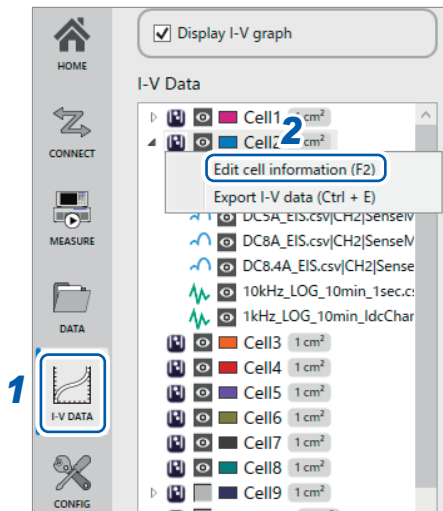 HOME
CONNECT
MEASURE
DATA
1
I-V DATA
CONFIG
Display I-V graph
I-V Data
Cell1 cm²
Cell2 cm²
2
Edit cell information (F2)
Export I-V data (Ctrl + E)
DC5A_EIS.csv|CH2|SenseM
DC8A_EIS.csv|CH2|SenseM
DC8.4A_EIS.csv|CH2|Sense
10kHz_LOG_10min_1sec.c
1kHz_LOG_10min_IdcChar
Cell3 1 cm²
Cell4 1 cm²
Cell5 1 cm²
Cell6 1 cm²
Cell7 1 cm²
Cell8 1 cm²
Cell9 1 cm²